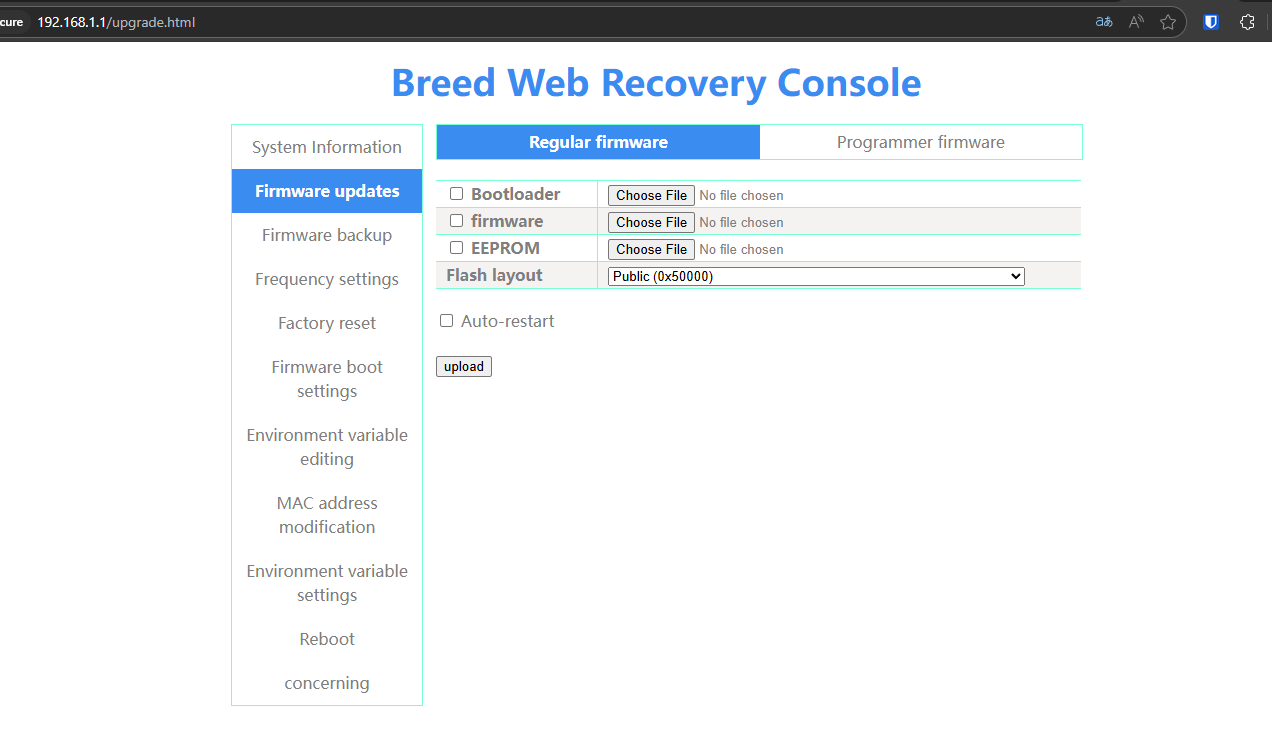 cure 192.168.1.1/upgrade.html aあ A
Breed Web Recovery Console
System Information
Firmware updates
Firmware backup
Frequency settings
Factory reset
Firmware boot
settings
Environment variable
editing
MAC address
modification
Environment variable
settings
Reboot
concerning
Regular firmware Programmer firmware
Bootloader Choose File No file chosen
firmware Choose File No file chosen
EEPROM Choose File No file chosen
Flash layout Public (0x50000)
Auto-restart
upload